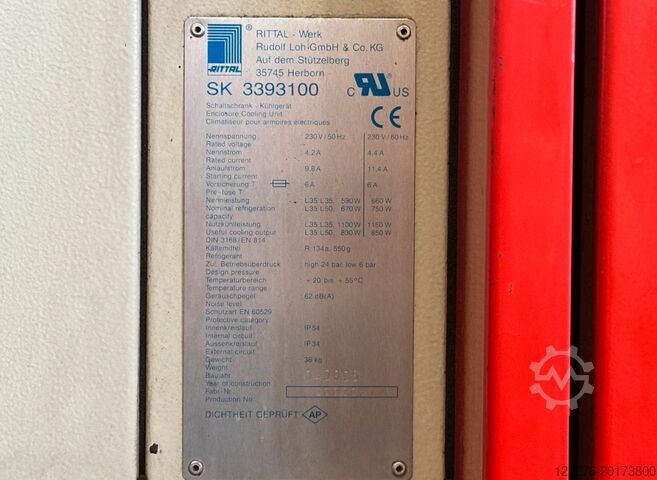 RITTAL
®
RITTAL - Werk
Rudolf Loh GmbH & Co. KG
Auf dem Stützelberg
35745 Herborn
SK 3393100
C RU US
CE
Schaltschrank - Kühlgerät
Enclosure Cooling Unit
Climatiseur pour armoires électriques
Nennspannung 230 V / 50 Hz 230 V / 60 Hz
Rated voltage
Nennstrom 4,2 A 4,4 A
Rated current
Anlaufstrom 9,8 A 11,4 A
Starting current
Vorsicherung T 6 A 6 A
Pre-fuse T
Nennleistung L35 L35, 590 W 660 W
Nominal refrigeration L35 L50, 670 W 750 W
capacity
Nutzkühlleistung L35 L35, 1100 W 1150 W
Useful cooling output L35 L50, 800 W 850 W
DIN 3168/EN 814
Kältemittel R 134a, 550 g
Refrigerant
Zul. Betriebsüberdruck high 24 bar, low 6 bar
Design pressure
Temperaturbereich + 20 bis + 55°C
Temperature range
Geräuschpegel 62 dB(A)
Noise level
Schutzart EN 60529
Protective category
Innenkreislauf IP 54
Internal circuit
Aussenkreislauf IP 34
External circuit
Gewicht 38 kg
Weight
Baujahr
Year of construction
Fabr.-Nr.
Production No.
DICHTHEIT GEPRÜFT AP